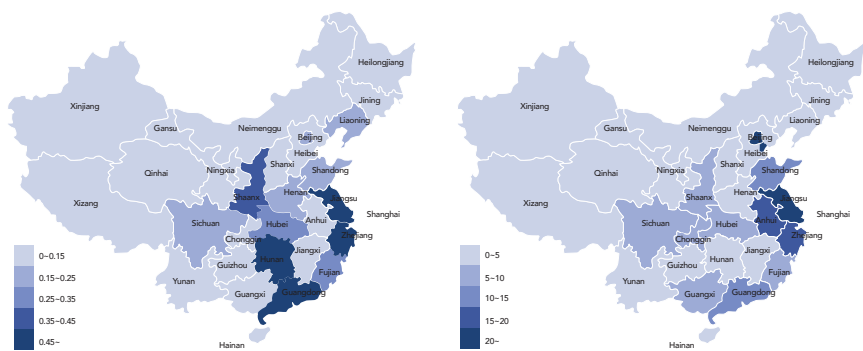 Heilongjiang
Jining
Liaoning
Xinjiang
Gansu
Neimenggu
Beijing
Heibei
Shanxi
Shandong
Ningxia
Qinhai
Xizang
Shaanx
Henan
Jiangsu
Shanghai
Anhui
Sichuan
Hubei
Zhejiang
Chongqin
Hunan
Jiangxi
Guizhou
Fujian
Yunan
Guangxi
Guangdong
Hainan
0~0.15
0.15~0.25
0.25~0.35
0.35~0.45
0.45~
Heilongjiang
Jining
Liaoning
Xinjiang
Gansu
Neimenggu
Beijing
Heibei
Shanxi
Shandong
Ningxia
Qinhai
Xizang
Shaanx
Henan
Jiangsu
Shanghai
Anhui
Sichuan
Hubei
Zhejiang
Chongqin
Hunan
Jiangxi
Guizhou
Fujian
Yunan
Guangxi
Guangdong
Hainan
0~5
5~10
10~15
15~20
20~